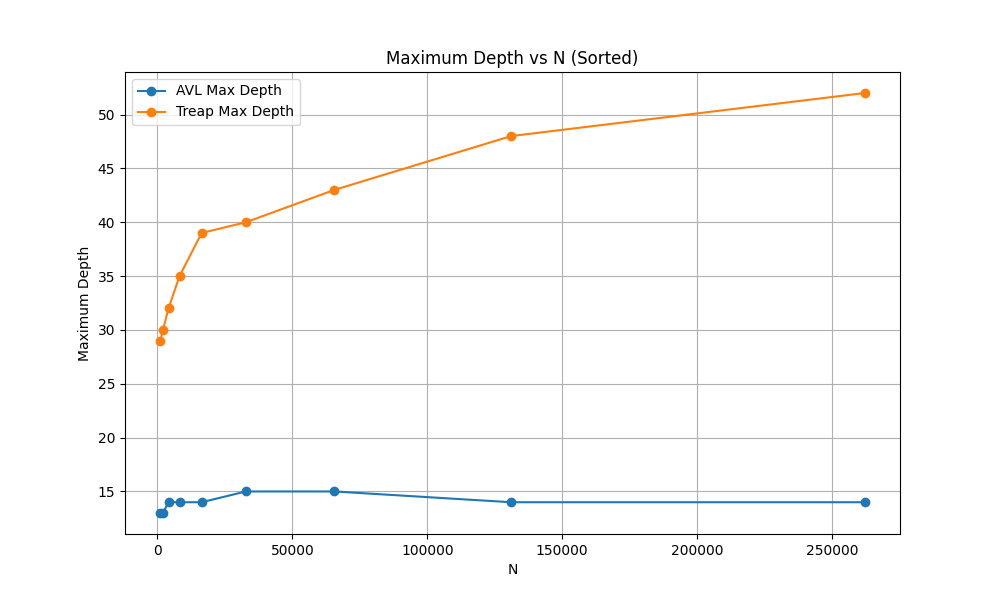 Maximum Depth vs N (Sorted)
AVL Max Depth
Treap Max Depth
Maximum Depth
50
45
40
35
30
25
20
15
0
50000
100000
150000
200000
250000
N